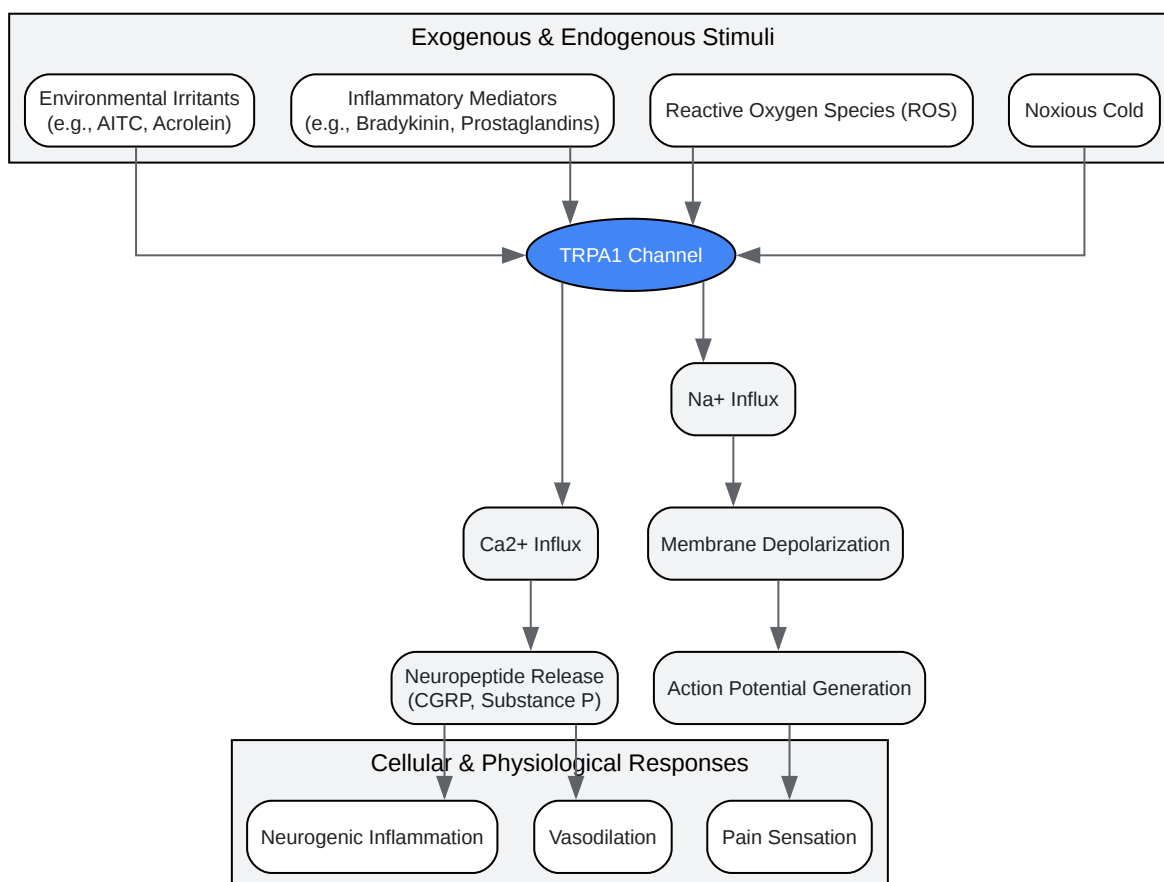 Exogenous & Endogenous Stimuli
Environmental Irritants
(e.g., AITC, Acrolein)
Inflammatory Mediators
(e.g., Bradykinin, Prostaglandins)
Reactive Oxygen Species (ROS)
Noxious Cold
TRPA1 Channel
Na+ Influx
Ca2+ Influx
Membrane Depolarization
Neuropeptide Release
(CGRP, Substance P)
Action Potential Generation
Cellular & Physiological Responses
Neurogenic Inflammation
Vasodilation
Pain Sensation